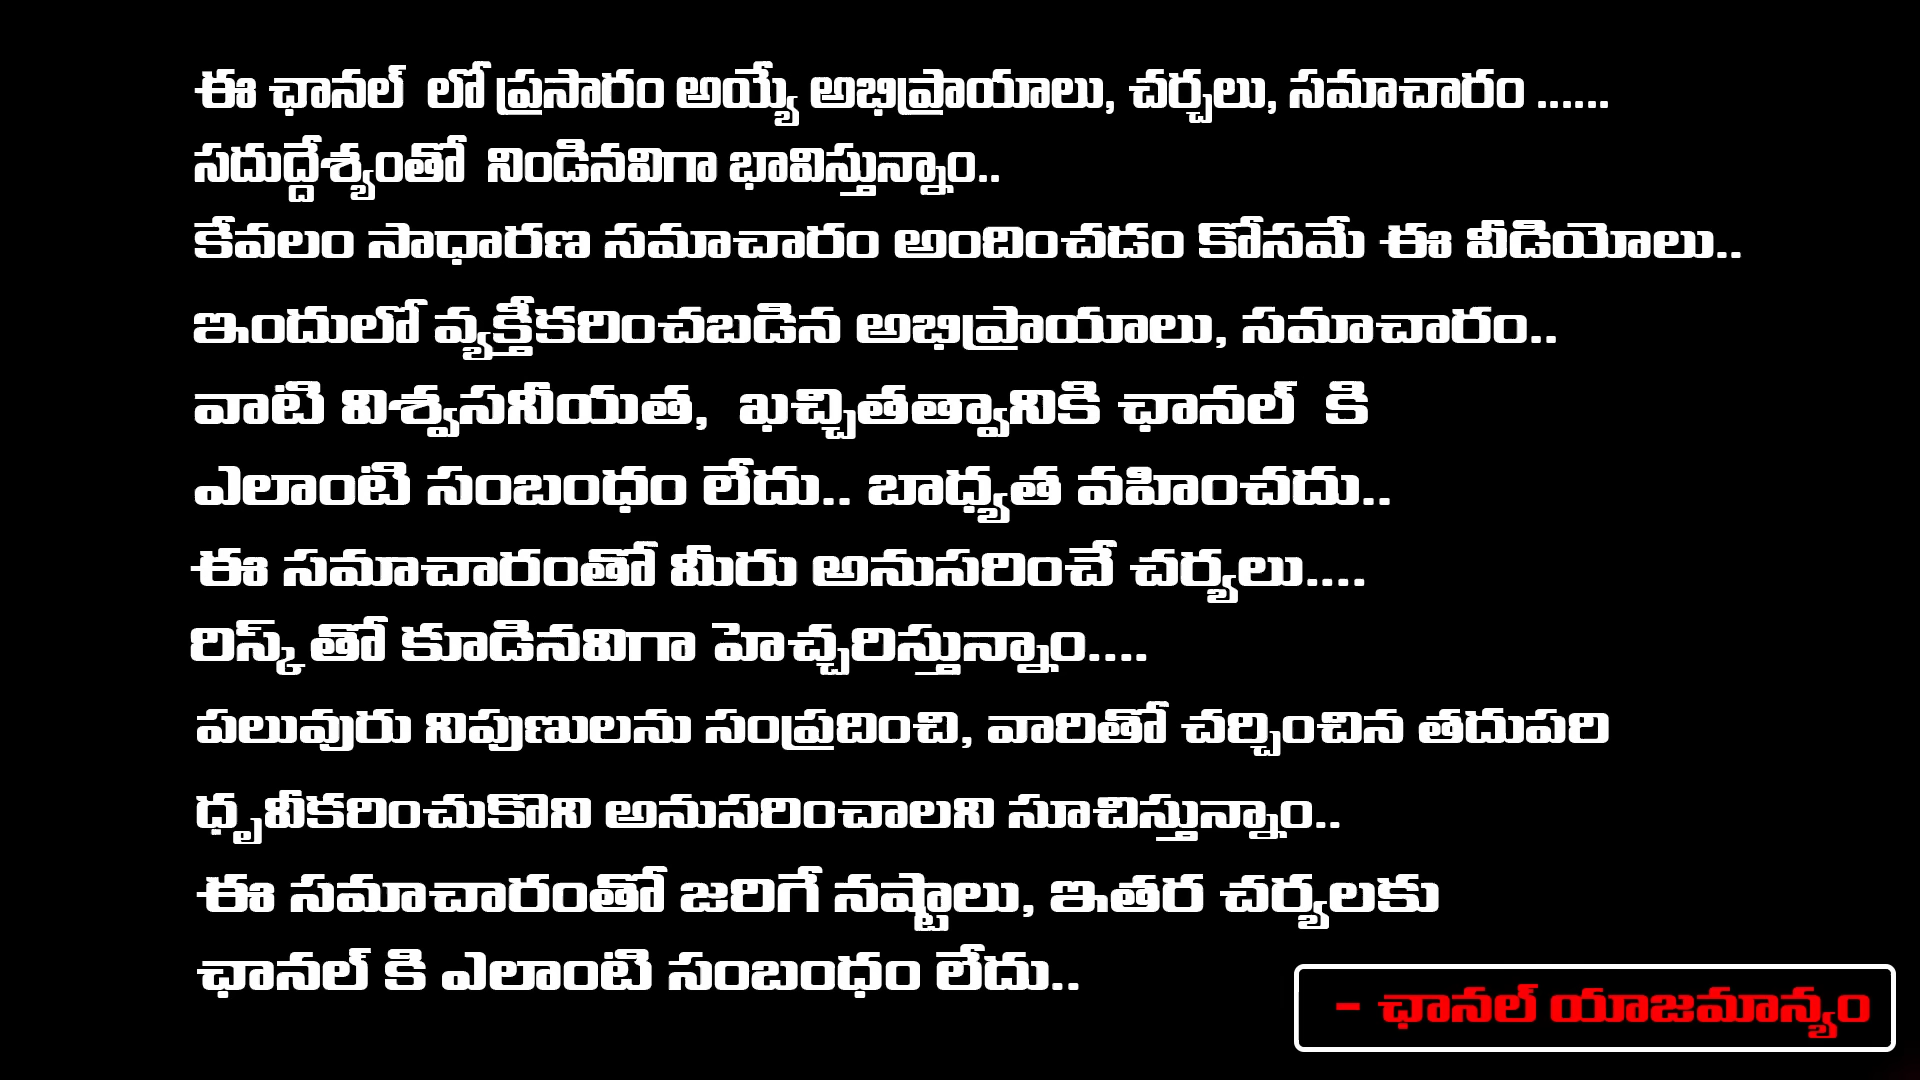 ఈ ఛానల్ లో ప్రసారం అయ్యే అభిప్రాయాలు, చర్చలు, సమాచారం ......
సదుద్దేశ్యంతో నిండినవిగా భావిస్తున్నాం..
కేవలం సాధారణ సమాచారం అందించడం కోసమే ఈ వీడియోలు..
ఇందులో వ్యక్తీకరించబడిన అభిప్రాయాలు, సమాచారం..
వాటి విశ్వసనీయత, ఖచ్చితత్వానికి ఛానల్ కి
ఎలాంటి సంబంధం లేదు.. బాధ్యత వహించదు..
ఈ సమాచారంతో మీరు అనుసరించే చర్యలు....
రిస్క్ తో కూడినవిగా హెచ్చరిస్తున్నాం....
పలువురు నిపుణులను సంప్రదించి, వారితో చర్చించిన తదుపరి
ధృవీకరించుకొని అనుసరించాలని సూచిస్తున్నాం..
ఈ సమాచారంతో జరిగే నష్టాలు, ఇతర చర్యలకు
ఛానల్ కి ఎలాంటి సంబంధం లేదు..
- ఛానల్ యాజమాన్యం